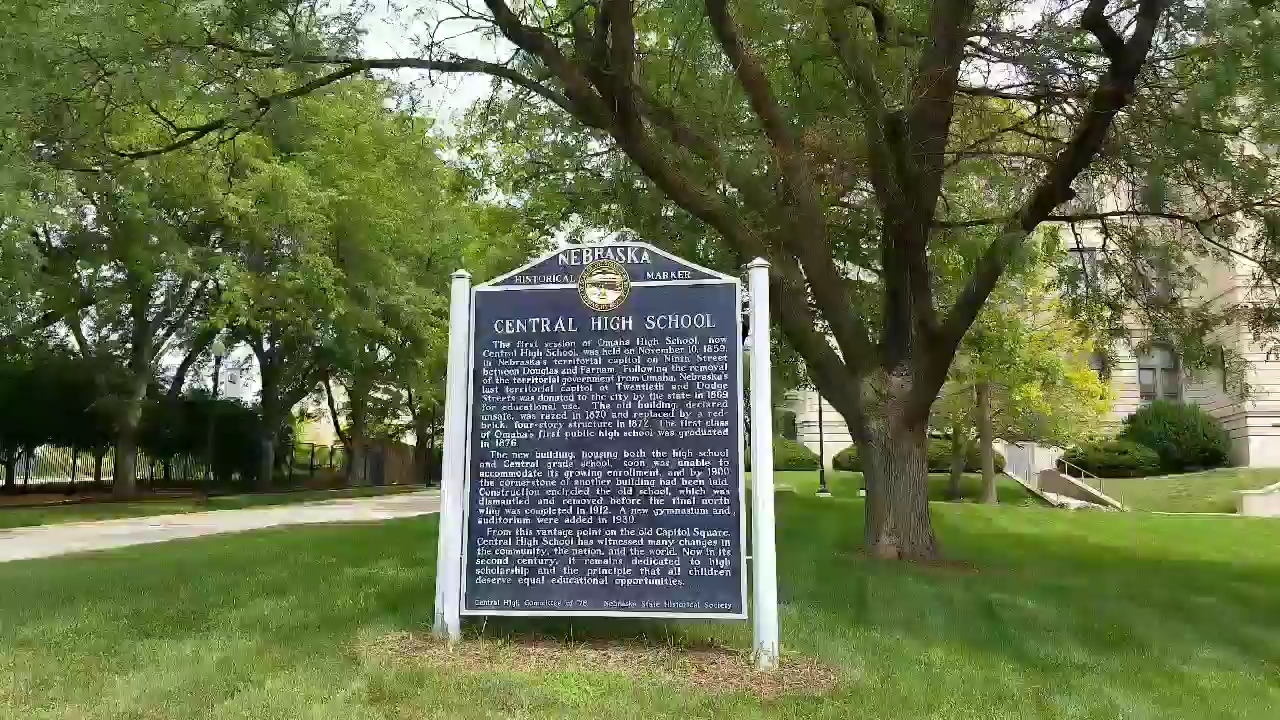 NEBRASKA
HISTORICAL MARKER
CENTRAL HIGH SCHOOL
The first session of Omaha High School, now
Central High School, was held on November 10, 1859,
in Nebraska's territorial capitol on Ninth Street
between Douglas and Farnam. Following the removal
of the territorial government from Omaha, Nebraska's
last territorial capitol at Twentieth and Dodge
Streets was donated to the city by the state in 1869
for educational use. The old building, declared
unsafe, was razed in 1870 and replaced by a red-
brick, four-story structure in 1872. The first class
of Omaha's first public high school was graduated
in 1876.
The new building, housing both the high school
and Central grade school, soon was unable to
accommodate its enrollment, and by 1900
the cornerstone of another building had been laid.
Construction encircled the old school, which was
dismantled and removed before the final north
wing was completed in 1912. A new gymnasium and
auditorium were added in 1930.
From this vantage point on the old Capitol Square,
Central High School has witnessed many changes in
the community, the nation, and the world. Now in its
second century, it remains dedicated to high
scholarship and the principle that all children
deserve equal educational opportunities.
Central High Committee of '76 Nebraska State Historical Society